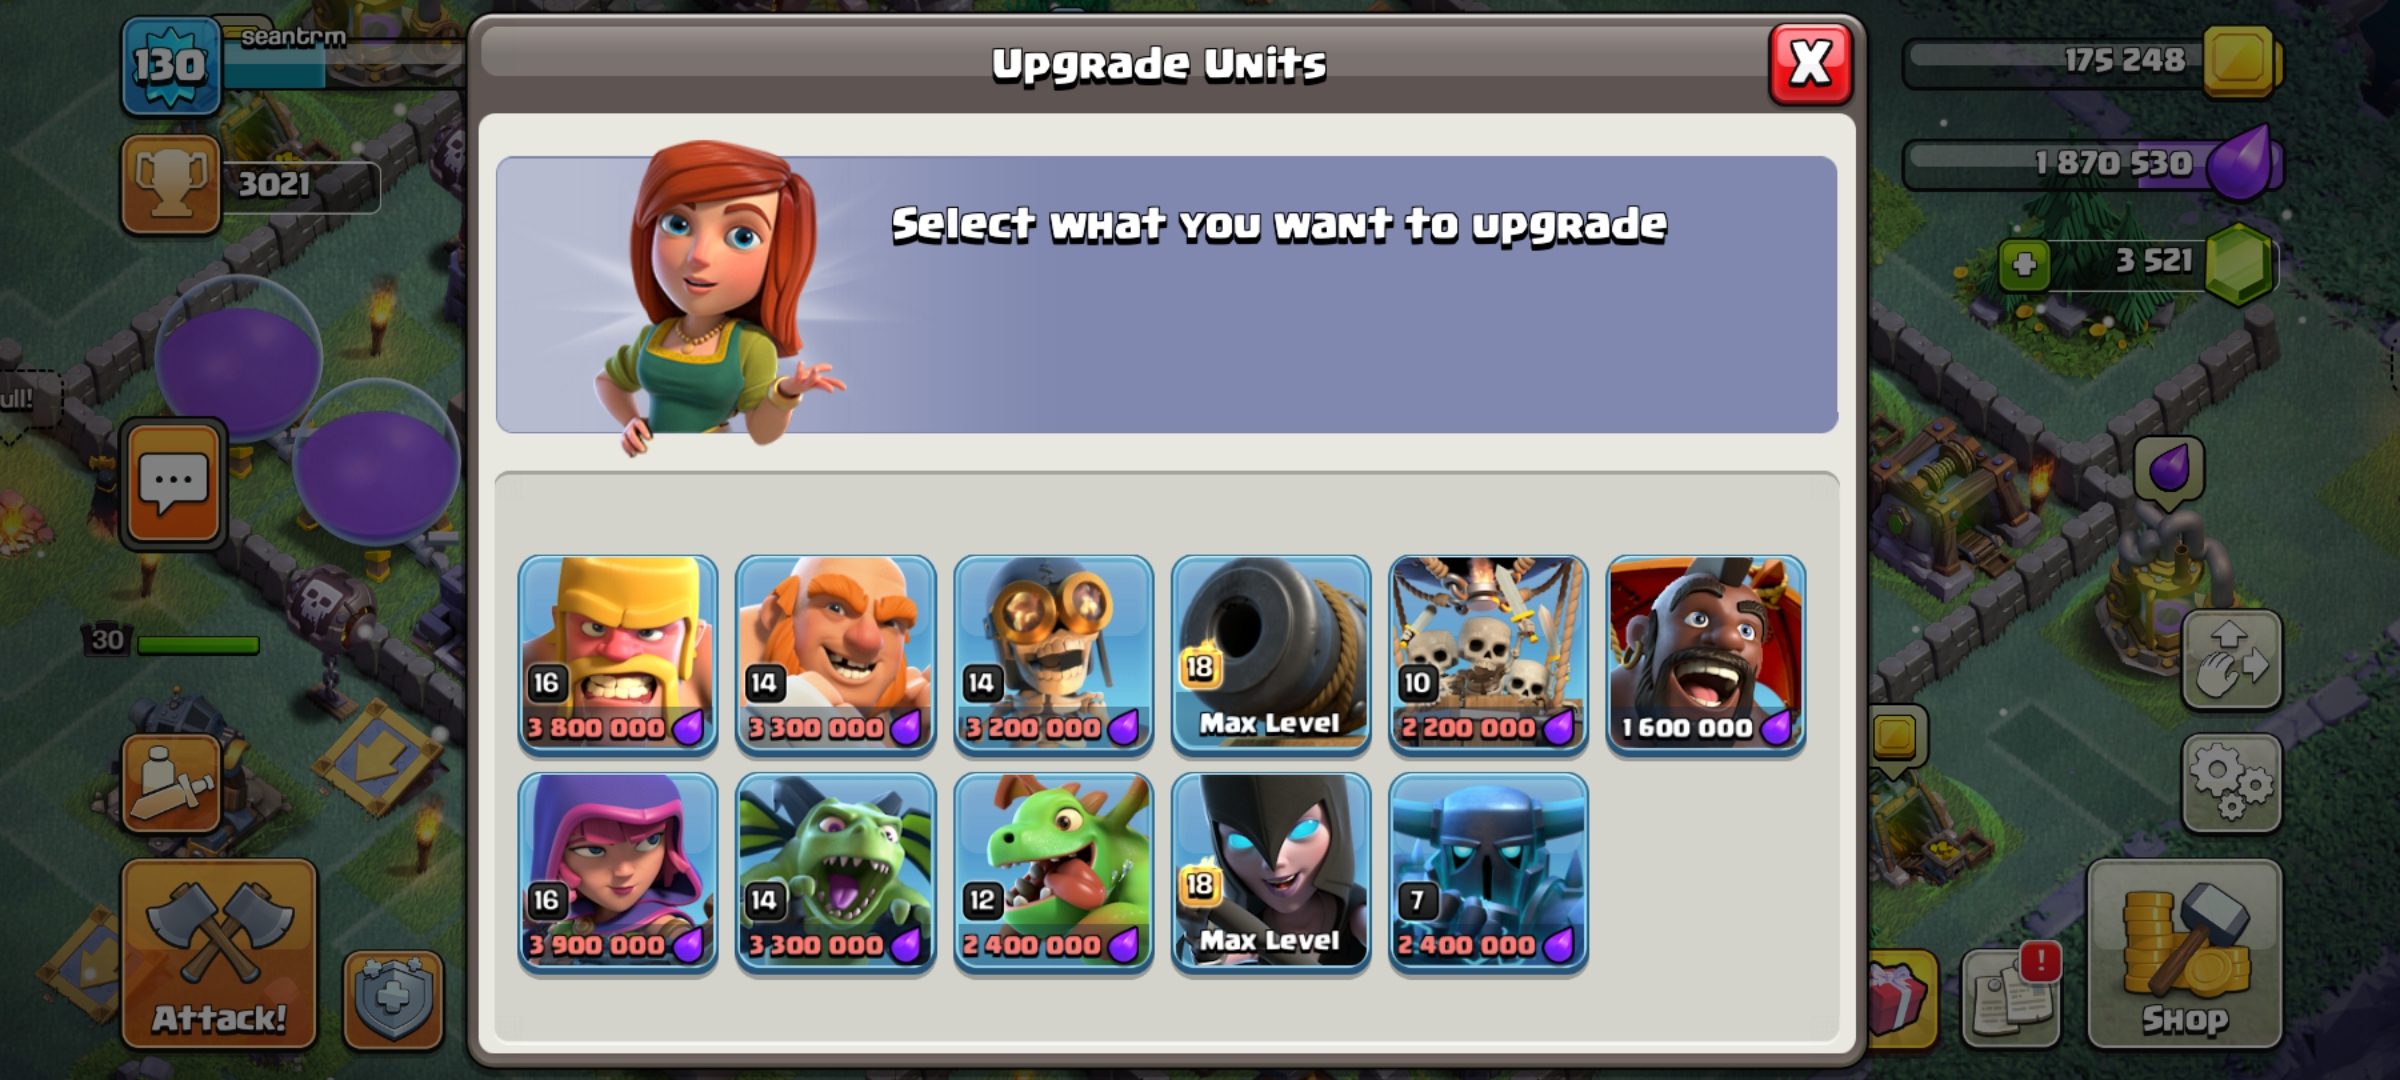 Upgrade Units
X
130
seantrm
175 248
3021
1 870 530
3 521
Select what you want to upgrade
ull!
30
16
3 800 000
14
3 300 000
14
3 200 000
18
Max Level
10
2 200 000
1 600 000
16
3 900 000
14
3 300 000
12
2 400 000
18
Max Level
7
2 400 000
!
Attack!
Shop